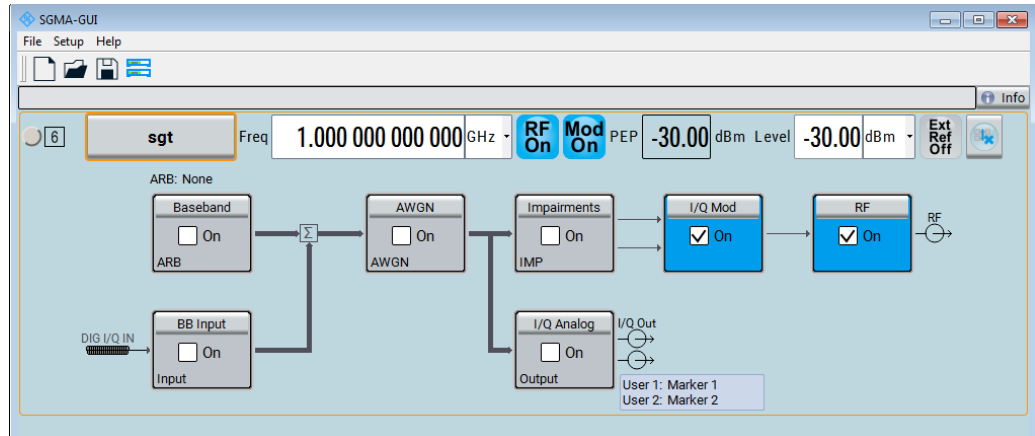 SGMA-GUI
File Setup Help
Info
6 sgt Freq 1.000 000 000 000 GHz RF On Mod On PEP -30.00 dBm Level -30.00 dBm Ext Ref Off
ARB: None
Baseband AWGN Impairments I/Q Mod RF
On Σ On On On On RF
ARB AWGN IMP
DIG I/Q IN BB Input I/Q Analog I/Q Out
On On
Input Output
User 1: Marker 1
User 2: Marker 2